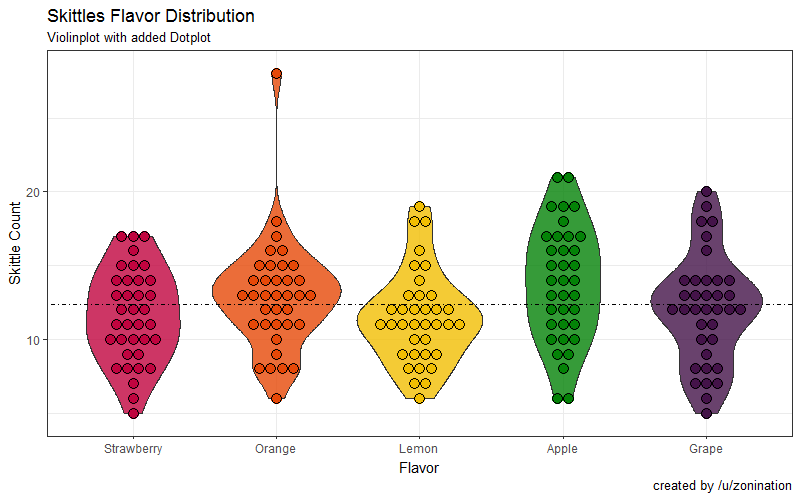 Skittles Flavor Distribution
Violinplot with added Dotplot
Skittle Count
20
10
Strawberry Orange Lemon Apple Grape
Flavor
created by /u/zonination